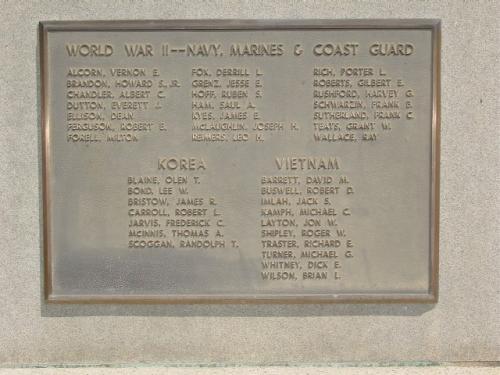 WORLD WAR II--NAVY, MARINES & COAST GUARD
ALCORN, VERNON E.
BRANDON, HOWARD S., JR.
CHANDLER, ALBERT C.
DUTTON, EVERETT J.
ELLISON, DEAN
FERGUSON, ROBERT E.
FORELL, MILTON
FOX, DERRILL L.
GRENZ, JESSE E.
HOFF, RUBEN S.
HAM, SAUL A.
KYES, JAMES E.
MCLAUGHLIN, JOSEPH H.
REIMERS, LEO H.
RICH, PORTER L.
ROBERTS, GILBERT E.
RUSHFORD, HARVEY G.
SCHWARZIN, FRANK B.
SUTHERLAND, FRANK C.
TEATS, GRANT W.
WALLACE, RAY
KOREA
BLAINE, OLEN T.
BOND, LEE W.
BRISTOW, JAMES R.
CARROLL, ROBERT L.
JARVIS, FREDERICK C.
MCINNIS, THOMAS A.
SCOGGAN, RANDOLPH T.
VIETNAM
BARRETT, DAVID M.
BUSWELL, ROBERT D.
IMLAH, JACK S.
KAMPH, MICHAEL C.
LAYTON, JON W.
SHIPLEY, ROGER W.
TRASTER, RICHARD E.
TURNER, MICHAEL G.
WHITNEY, DICK E.
WILSON, BRIAN L.